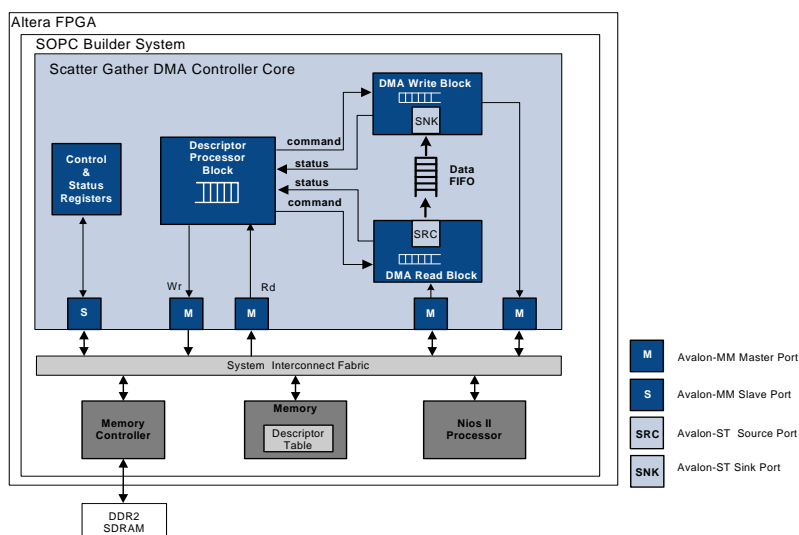 Altera FPGA
SOPC Builder System
Scatter Gather DMA Controller Core
DMA Write Block
SNK
command
Descriptor
Processor
Block
status
Data
FIFO
Control
&
Status
Registers
status
command
SRC
DMA Read Block
Wr
Rd
S
M
M
M
M
System Interconnect Fabric
Memory
Controller
Memory
Descriptor
Table
Nios II
Processor
DDR2
SDRAM
M Avalon-MM Master Port
S Avalon-MM Slave Port
SRC Avalon-ST Source Port
SNK Avalon-ST Sink Port